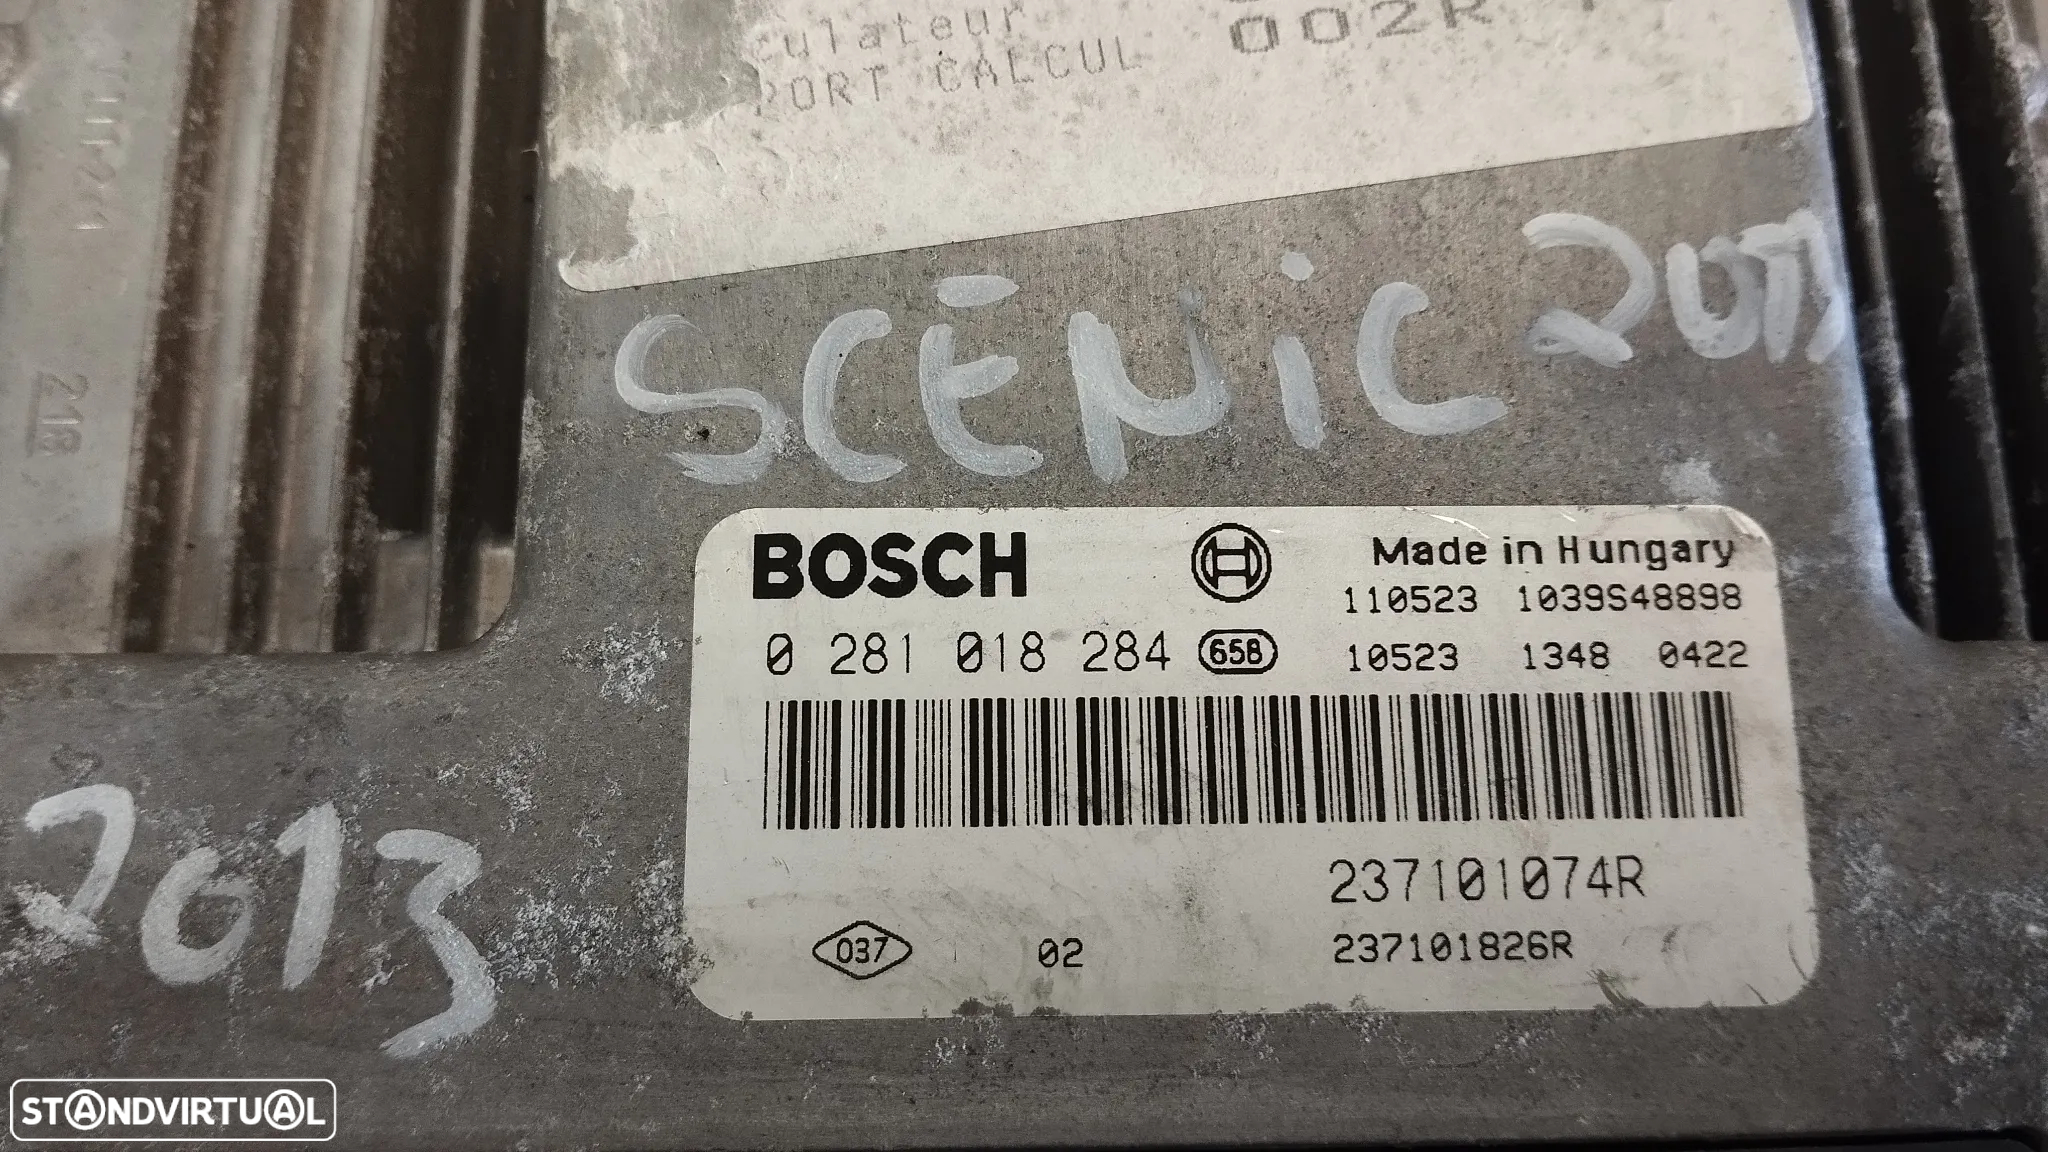 culateur
PORT CALCUL 002R
SCENIC
BOSCH
Made in Hungary
110523 1039S48898
0 281 018 284 658
10523 1348 0422
237101074R
037 02 237101826R
2013
218
STANDVIRTUAL